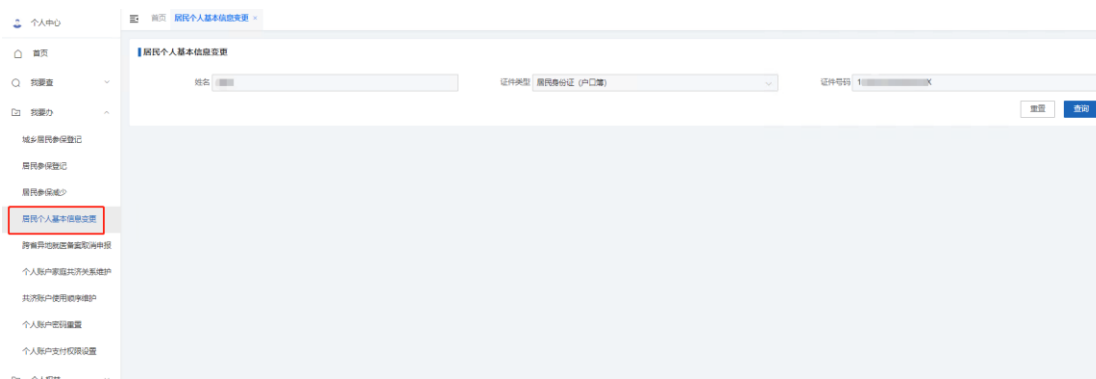 个人中心
首页 居民个人基本信息变更 ×
首页
居民个人基本信息变更
我要查
姓名
证件类型 居民身份证（户口簿）
证件号码 1 X
我要办
重置 查询
城乡居民参保登记
居民参保登记
居民参保减少
居民个人基本信息变更
跨省异地就医备案取消申报
个人账户家庭共济关系维护
共济账户使用顺序维护
个人账户密码重置
个人账户支付权限设置